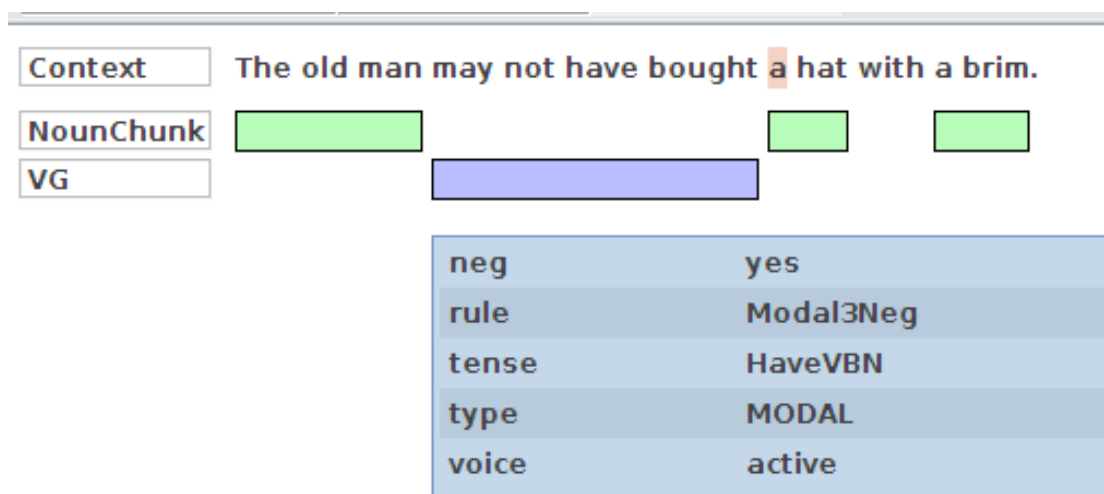 Context The old man may not have bought a hat with a brim.
NounChunk
VG
neg yes
rule Modal3Neg
tense HaveVBN
type MODAL
voice active